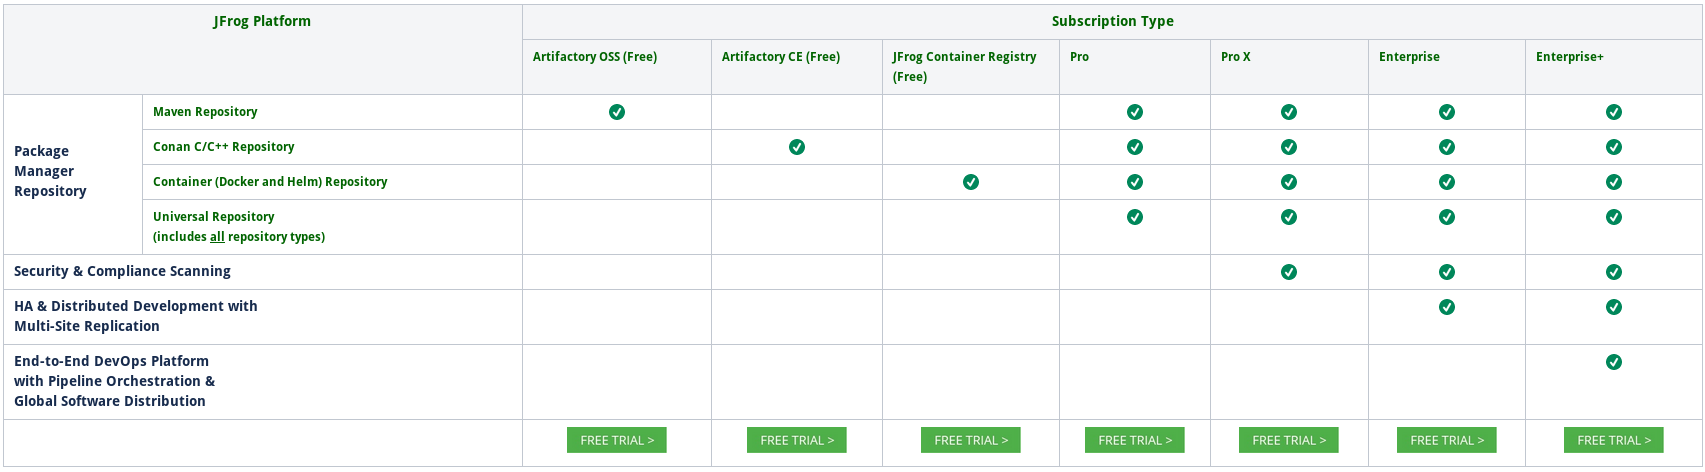 JFrog Platform
Subscription Type
Artifactory OSS (Free)
Artifactory CE (Free)
JFrog Container Registry
(Free)
Pro
Pro X
Enterprise
Enterprise+
Package
Manager
Repository
Maven Repository
Conan C/C++ Repository
Container (Docker and Helm) Repository
Universal Repository
(includes all repository types)
Security & Compliance Scanning
HA & Distributed Development with
Multi-Site Replication
End-to-End DevOps Platform
with Pipeline Orchestration &
Global Software Distribution
FREE TRIAL >
FREE TRIAL >
FREE TRIAL >
FREE TRIAL >
FREE TRIAL >
FREE TRIAL >
FREE TRIAL >